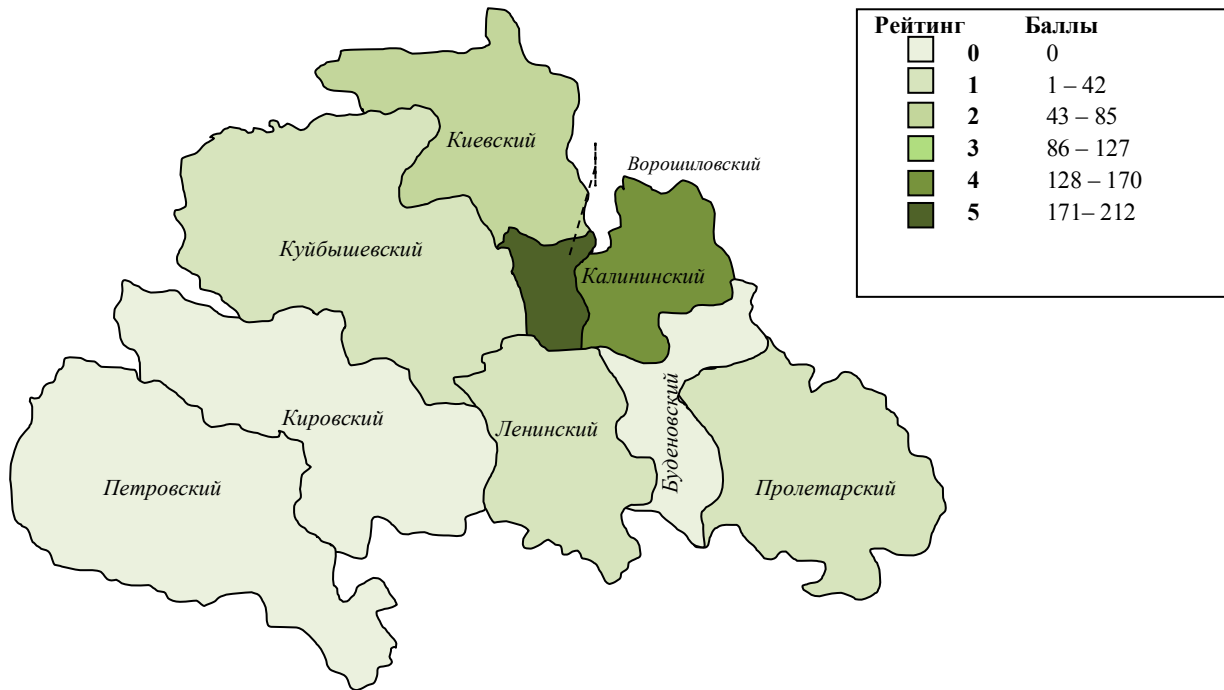 Рейтинг Баллы
0 0
1 1 – 42
2 43 – 85
3 86 – 127
4 128 – 170
5 171– 212
Киевский
Ворошиловский
Куйбышевский
Калининский
Кировский
Ленинский
Буденовский
Петровский
Пролетарский